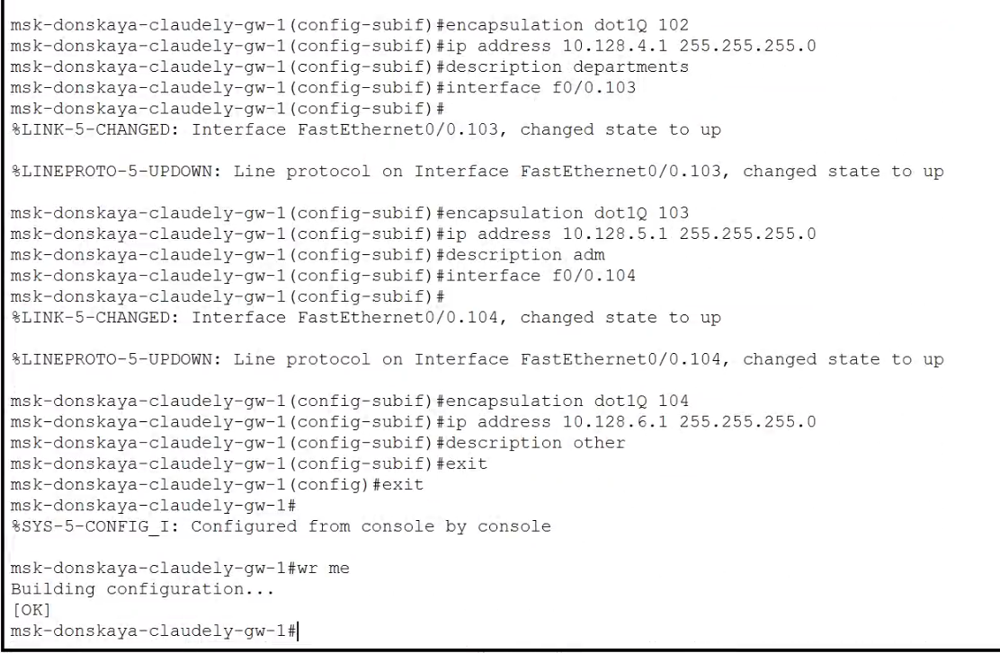 msk-donskaya-claudely-gw-1(config-subif)#encapsulation dot1Q 102
msk-donskaya-claudely-gw-1(config-subif)#ip address 10.128.4.1 255.255.255.0
msk-donskaya-claudely-gw-1(config-subif)#description departments
msk-donskaya-claudely-gw-1(config-subif)#interface f0/0.103
msk-donskaya-claudely-gw-1(config-subif)#
%LINK-5-CHANGED: Interface FastEthernet0/0.103, changed state to up
%LINEPROTO-5-UPDOWN: Line protocol on Interface FastEthernet0/0.103, changed state to up
msk-donskaya-claudely-gw-1(config-subif)#encapsulation dot1Q 103
msk-donskaya-claudely-gw-1(config-subif)#ip address 10.128.5.1 255.255.255.0
msk-donskaya-claudely-gw-1(config-subif)#description adm
msk-donskaya-claudely-gw-1(config-subif)#interface f0/0.104
msk-donskaya-claudely-gw-1(config-subif)#
%LINK-5-CHANGED: Interface FastEthernet0/0.104, changed state to up
%LINEPROTO-5-UPDOWN: Line protocol on Interface FastEthernet0/0.104, changed state to up
msk-donskaya-claudely-gw-1(config-subif)#encapsulation dot1Q 104
msk-donskaya-claudely-gw-1(config-subif)#ip address 10.128.6.1 255.255.255.0
msk-donskaya-claudely-gw-1(config-subif)#description other
msk-donskaya-claudely-gw-1(config-subif)#exit
msk-donskaya-claudely-gw-1(config)#exit
msk-donskaya-claudely-gw-1#
%SYS-5-CONFIG_I: Configured from console by console
msk-donskaya-claudely-gw-1#wr me
Building configuration...
[OK]
msk-donskaya-claudely-gw-1#